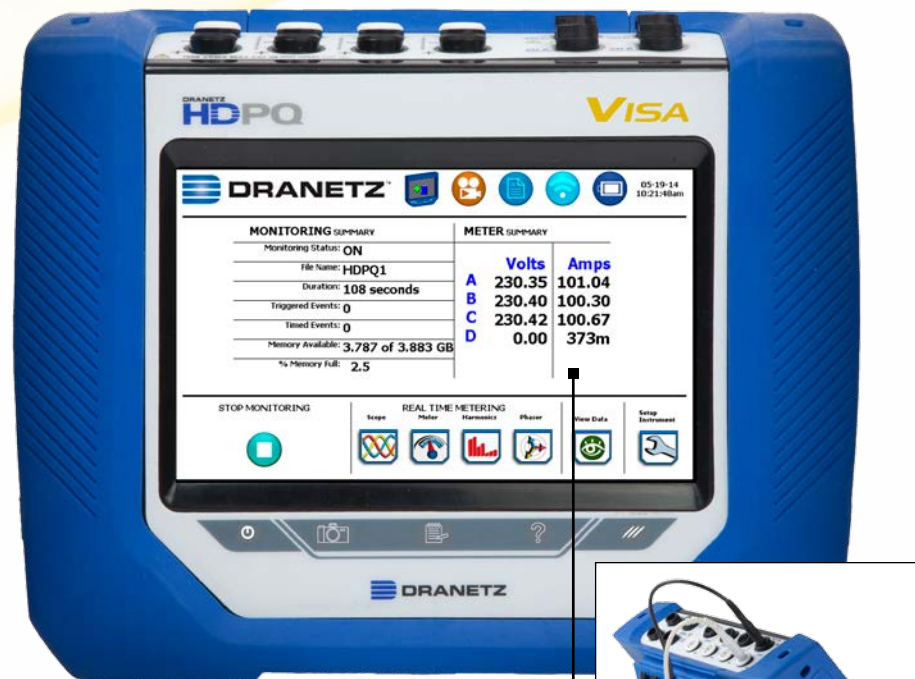 DRANETZ
HDPQ
VISA
DRANETZ™
05-19-14
10:21:40am
MONITORING SUMMARY
Monitoring Status: ON
File Name: HDPQ1
Duration: 108 seconds
Triggered Events: 0
Timed Events: 0
Memory Available: 3.787 of 3.883 GB
% Memory Full: 2.5
METER SUMMARY
Volts Amps
A 230.35 101.04
B 230.40 100.30
C 230.42 100.67
D 0.00 373m
STOP MONITORING
REAL TIME METERING
Scope Meter Harmonics Phasor
View Data
Setup
Instrument
DRANETZ